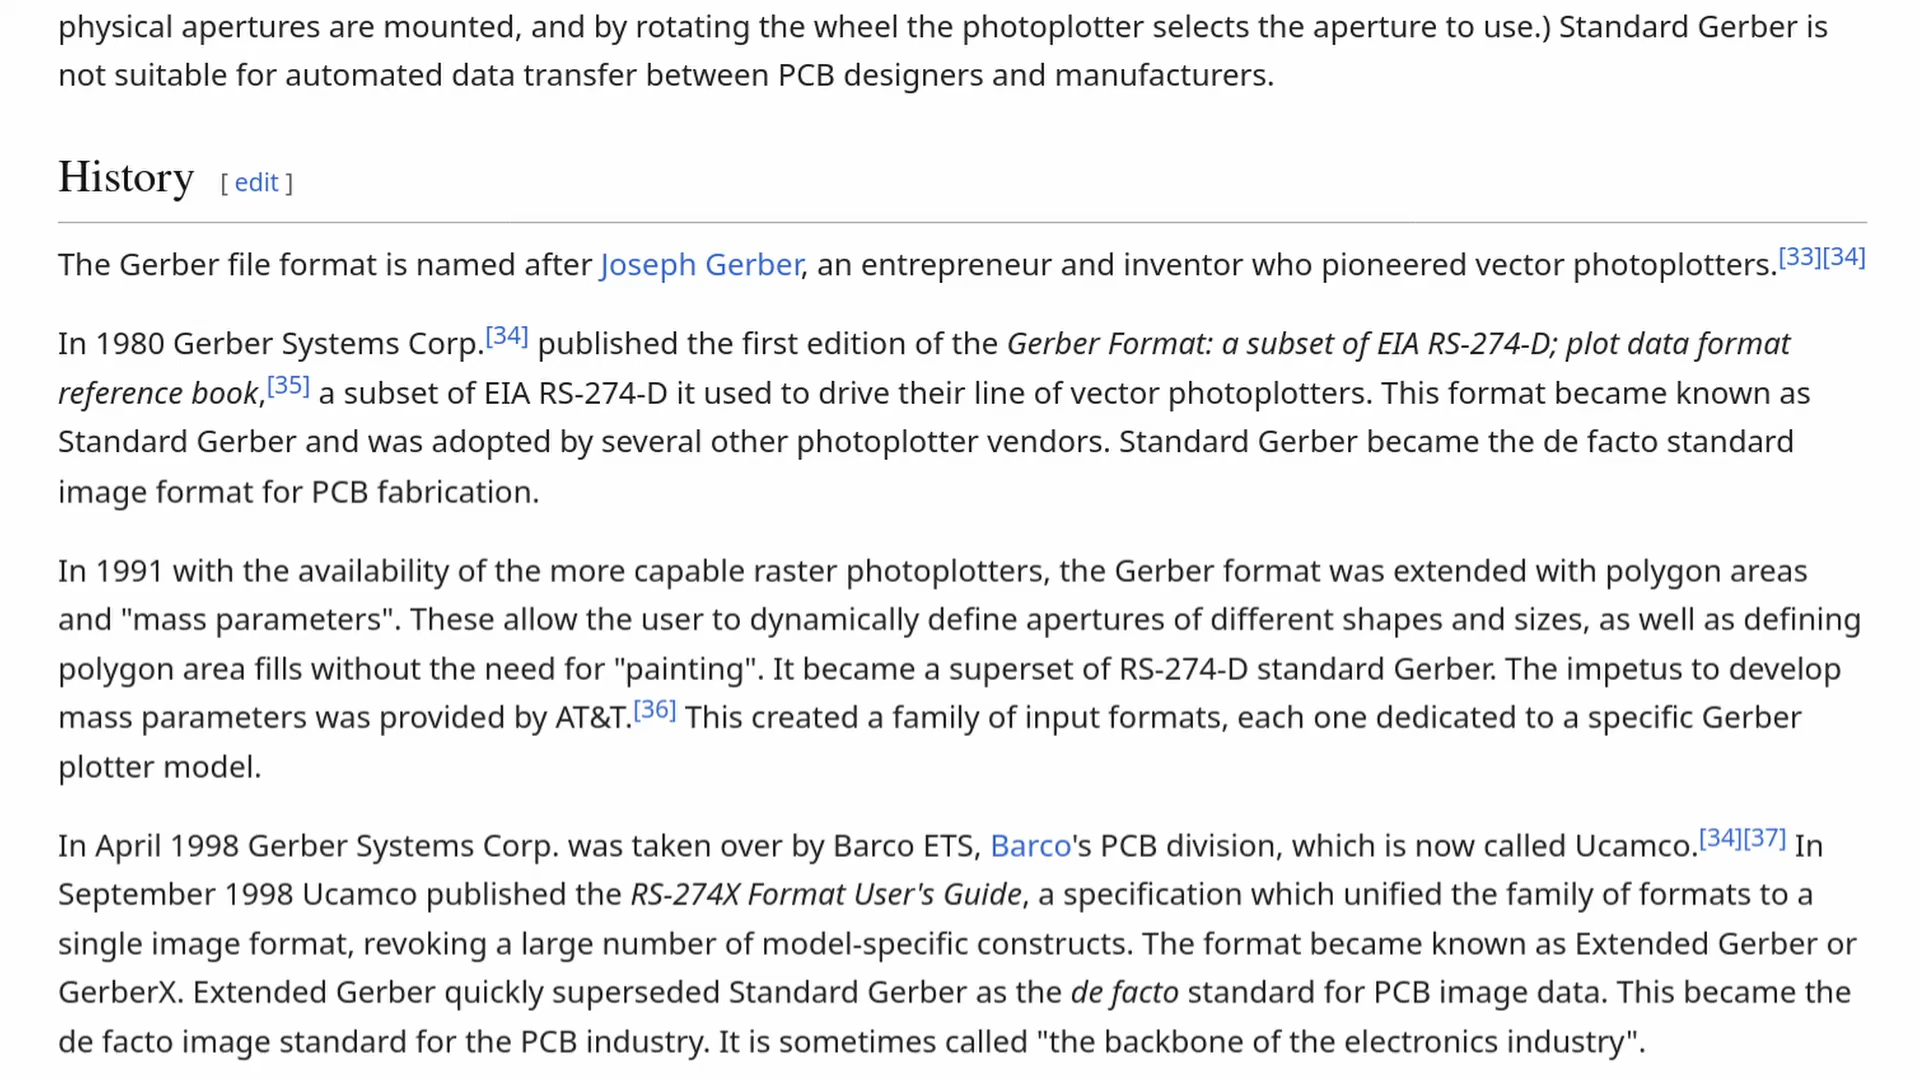 physical apertures are mounted, and by rotating the wheel the photoplotter selects the aperture to use.) Standard Gerber is
not suitable for automated data transfer between PCB designers and manufacturers.
History [ edit ]
The Gerber file format is named after Joseph Gerber, an entrepreneur and inventor who pioneered vector photoplotters.[33][34]
In 1980 Gerber Systems Corp.[34] published the first edition of the Gerber Format: a subset of EIA RS-274-D; plot data format
reference book,[35] a subset of EIA RS-274-D it used to drive their line of vector photoplotters. This format became known as
Standard Gerber and was adopted by several other photoplotter vendors. Standard Gerber became the de facto standard
image format for PCB fabrication.
In 1991 with the availability of the more capable raster photoplotters, the Gerber format was extended with polygon areas
and "mass parameters". These allow the user to dynamically define apertures of different shapes and sizes, as well as defining
polygon area fills without the need for "painting". It became a superset of RS-274-D standard Gerber. The impetus to develop
mass parameters was provided by AT&T.[36] This created a family of input formats, each one dedicated to a specific Gerber
plotter model.
In April 1998 Gerber Systems Corp. was taken over by Barco ETS, Barco's PCB division, which is now called Ucamco.[34][37] In
September 1998 Ucamco published the RS-274X Format User's Guide, a specification which unified the family of formats to a
single image format, revoking a large number of model-specific constructs. The format became known as Extended Gerber or
GerberX. Extended Gerber quickly superseded Standard Gerber as the de facto standard for PCB image data. This became the
de facto image standard for the PCB industry. It is sometimes called "the backbone of the electronics industry".